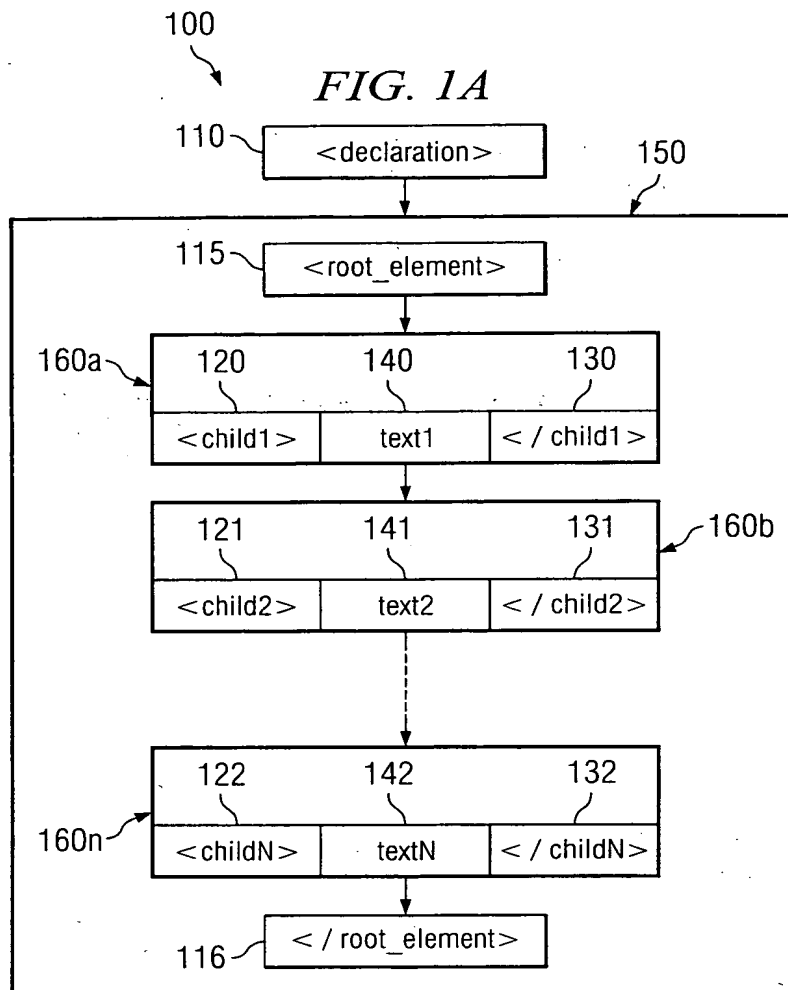 100
FIG. 1A
110
<declaration>
150
115
<root_element>
160a
120 140 130
<child1> text1 </ child1>
121 141 131
160b
<child2> text2 </ child2>
122 142 132
160n
<childN> textN </ childN>
</ root_element>
116